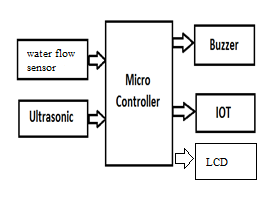 water flow
sensor
Ultrasonic
Micro
Controller
Buzzer
IOT
LCD